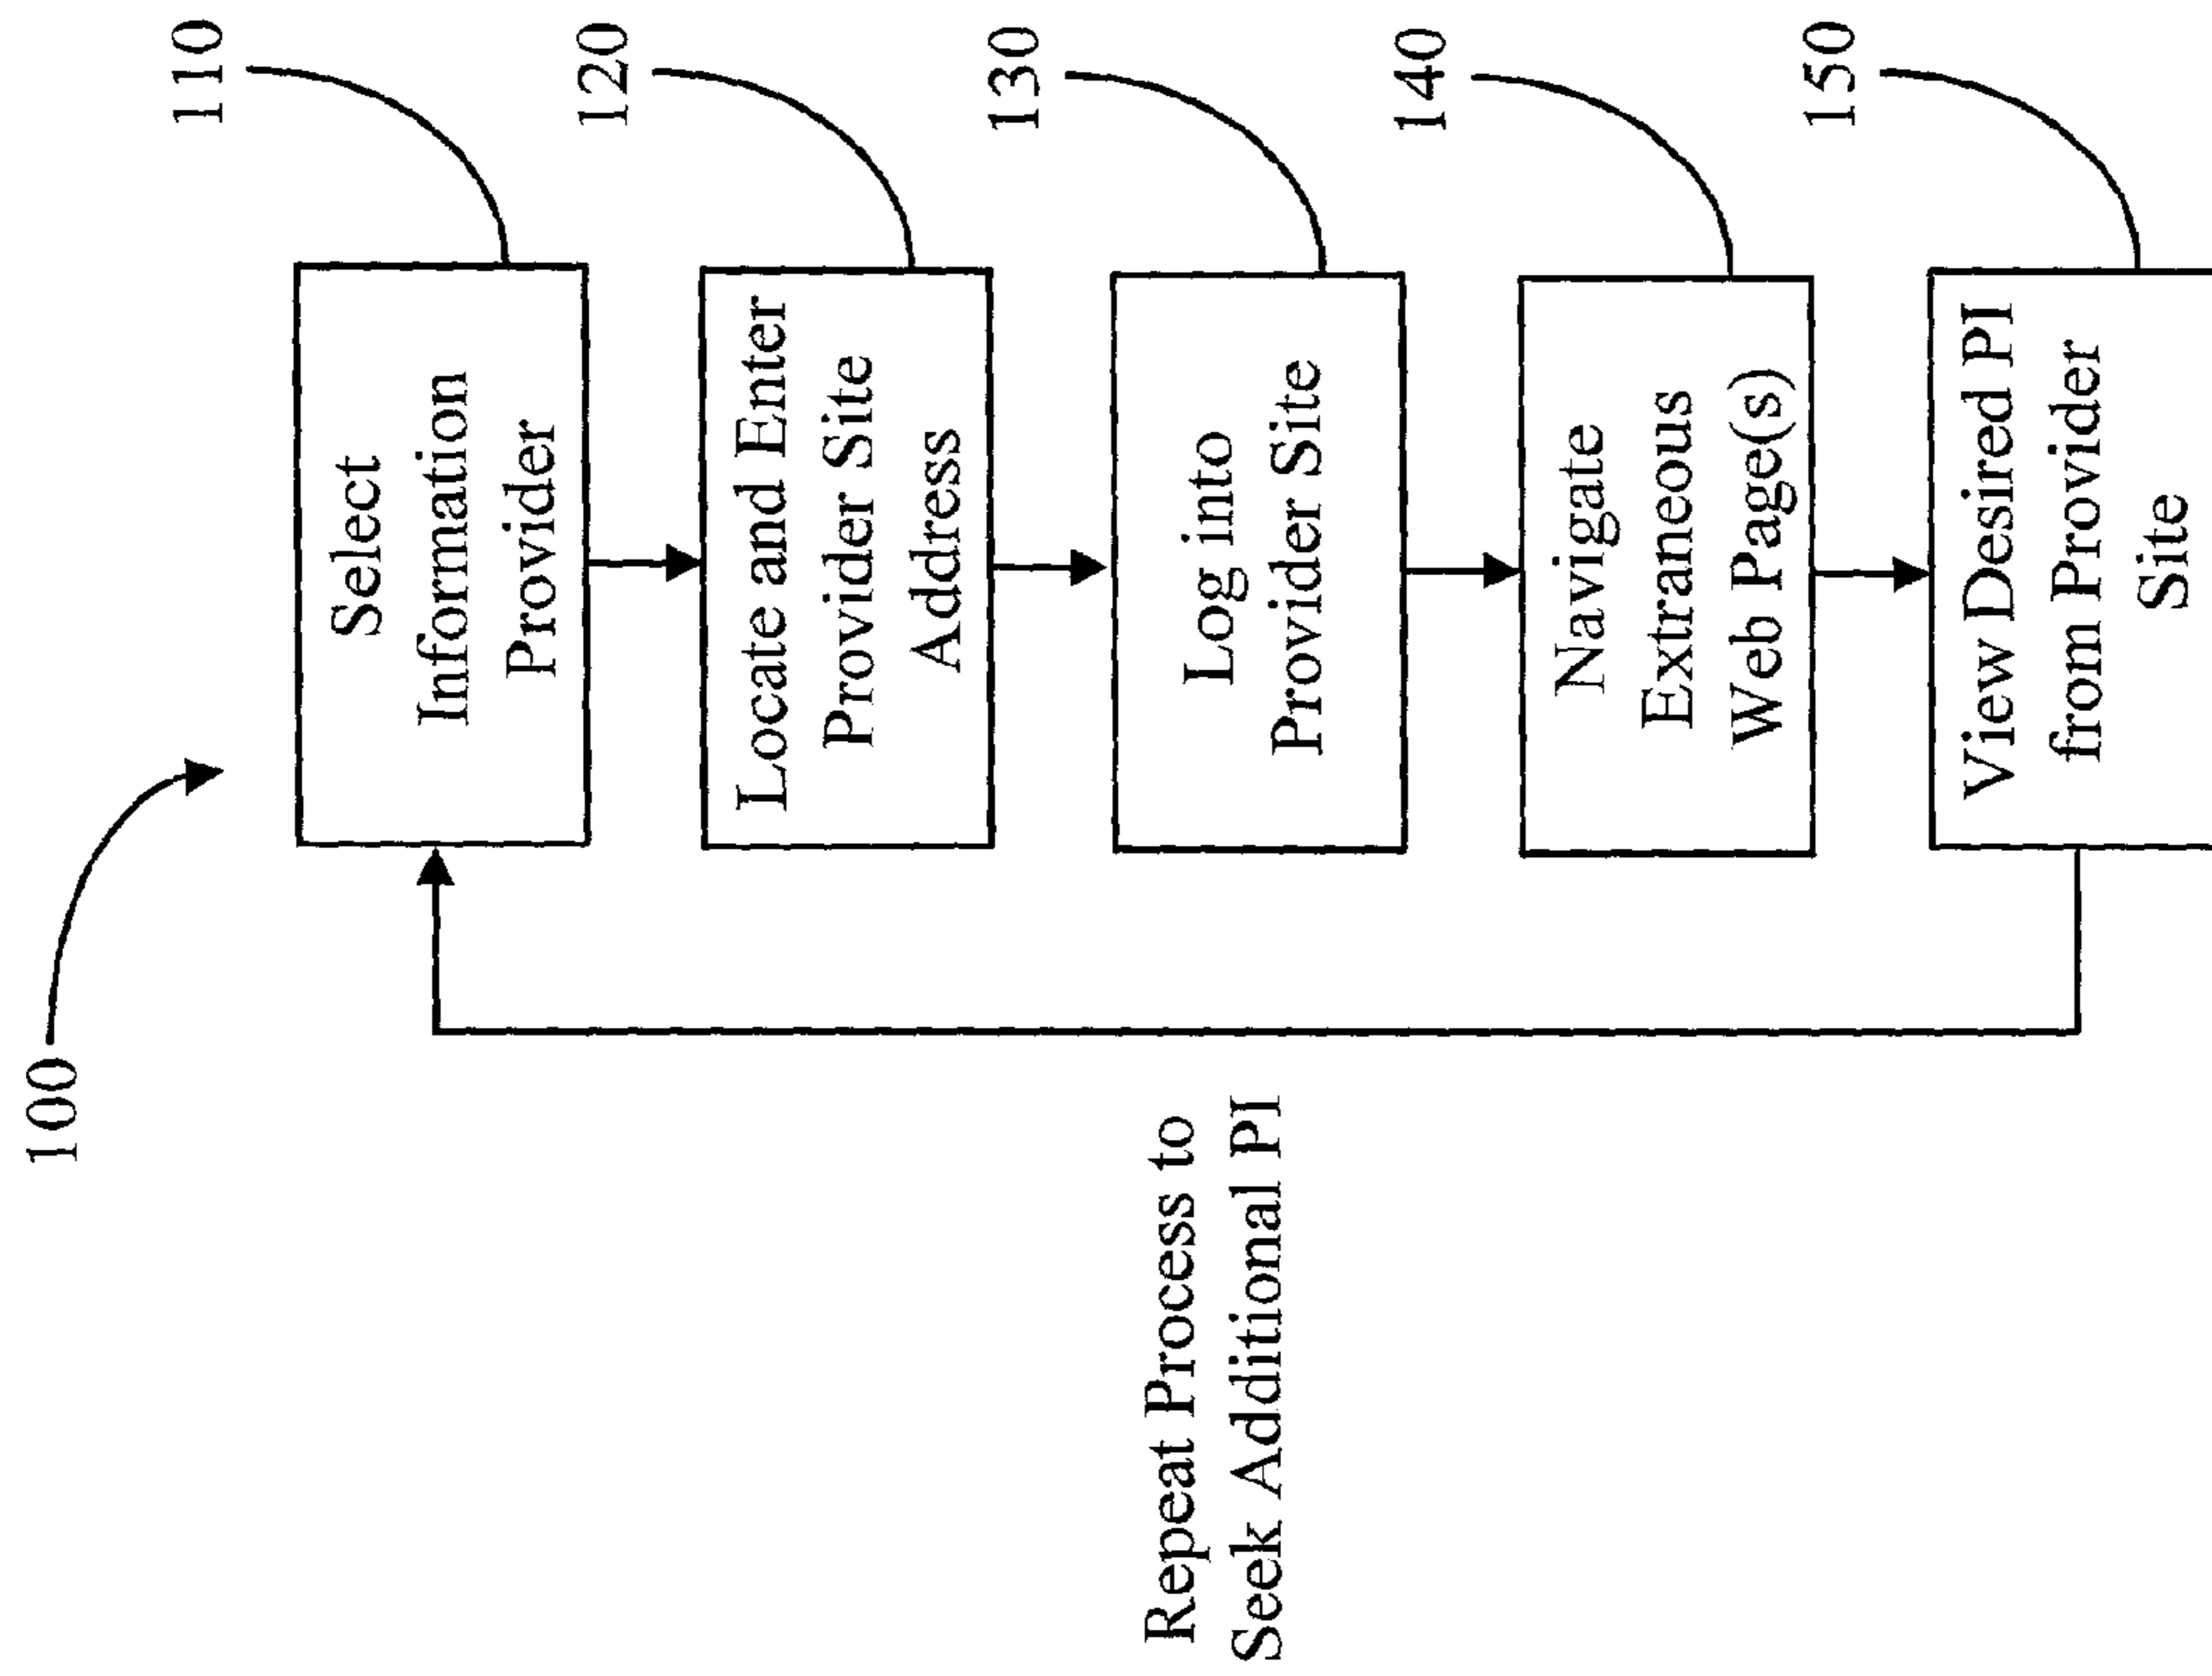 100
110
Select
Information
Provider
120
Locate and Enter
Provider Site
Address
130
Log into
Provider Site
140
Navigate
Extraneous
Web Page(s)
150
View Desired PI
from Provider
Site
Repeat Process to
Seek Additional PI